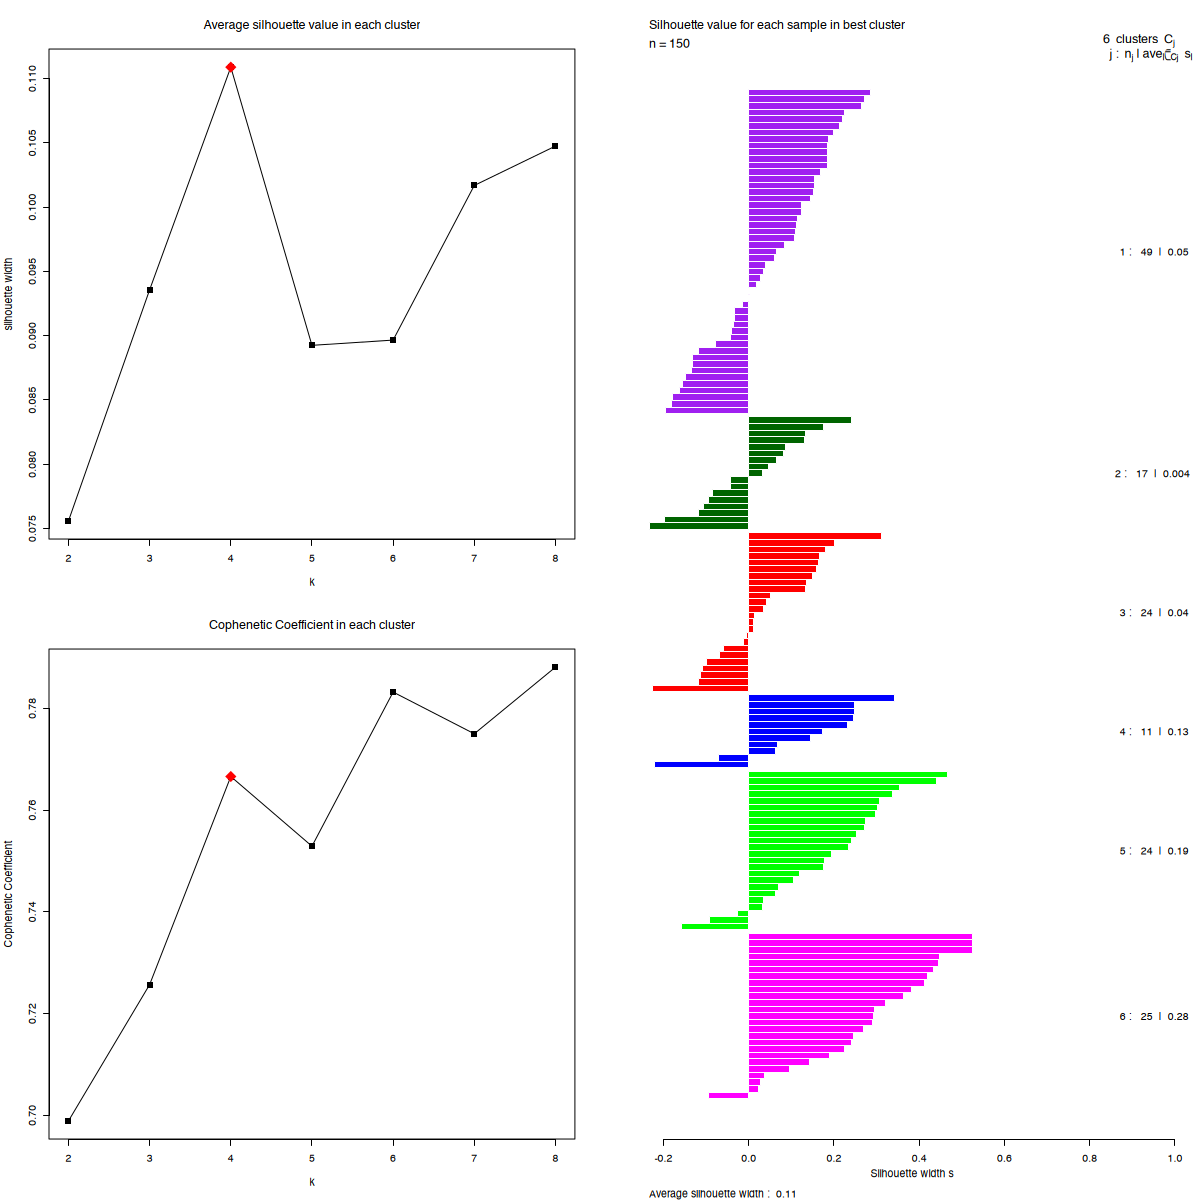 Average silhouette value in each cluster
silhouette width
0.110
0.105
0.100
0.095
0.090
0.085
0.080
0.075
2 3 4 5 6 7 8
k
Cophenetic Coefficient in each cluster
Cophenetic Coefficient
0.78
0.76
0.74
0.72
0.70
2 3 4 5 6 7 8
k
Silhouette value for each sample in best cluster
n = 150
6 clusters Cj
j : nj | avei∈Cj si
1 : 49 | 0.05
2 : 17 | 0.004
3 : 24 | 0.04
4 : 11 | 0.13
5 : 24 | 0.19
6 : 25 | 0.28
-0.2 0.0 0.2 0.4 0.6 0.8 1.0
Silhouette width s
Average silhouette width : 0.11